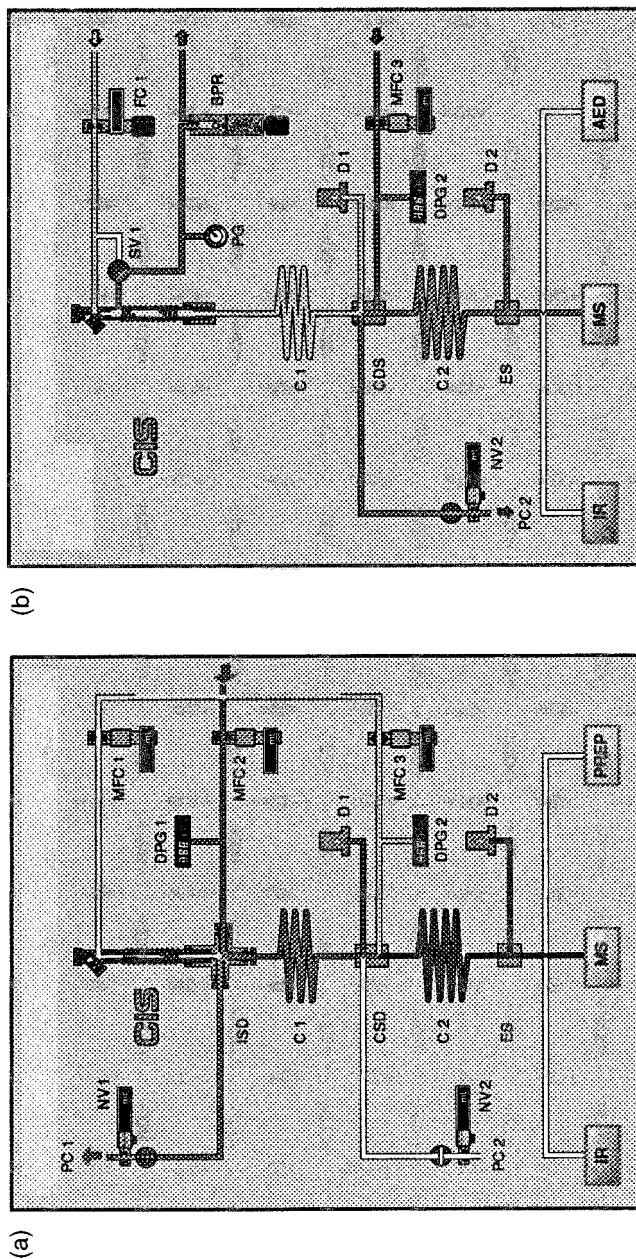 (a)
PC 1
NV1
CIS
MFC 1
DPG 1
MFC 2
ISD
C 1
D 1
CSD
MFC 3
DPG 2
C 2
D 2
NV2
PC 2
ES
IR
MS
PREP
(b)
CIS
FC 1
SV 1
BPR
PG
C 1
D 1
CDS
MFC 3
DPG 2
C 2
D 2
NV2
PC 2
ES
IR
MS
AED